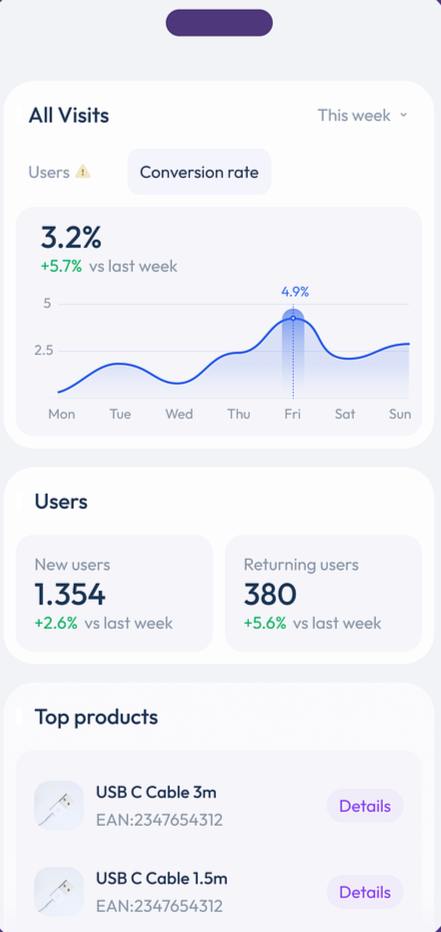 All Visits
This week
Users
Conversion rate
3.2%
+5.7% vs last week
4.9%
5
2.5
Mon Tue Wed Thu Fri Sat Sun
Users
New users
1.354
+2.6% vs last week
Returning users
380
+5.6% vs last week
Top products
USB C Cable 3m
EAN:2347654312
Details
USB C Cable 1.5m
EAN:2347654312
Details